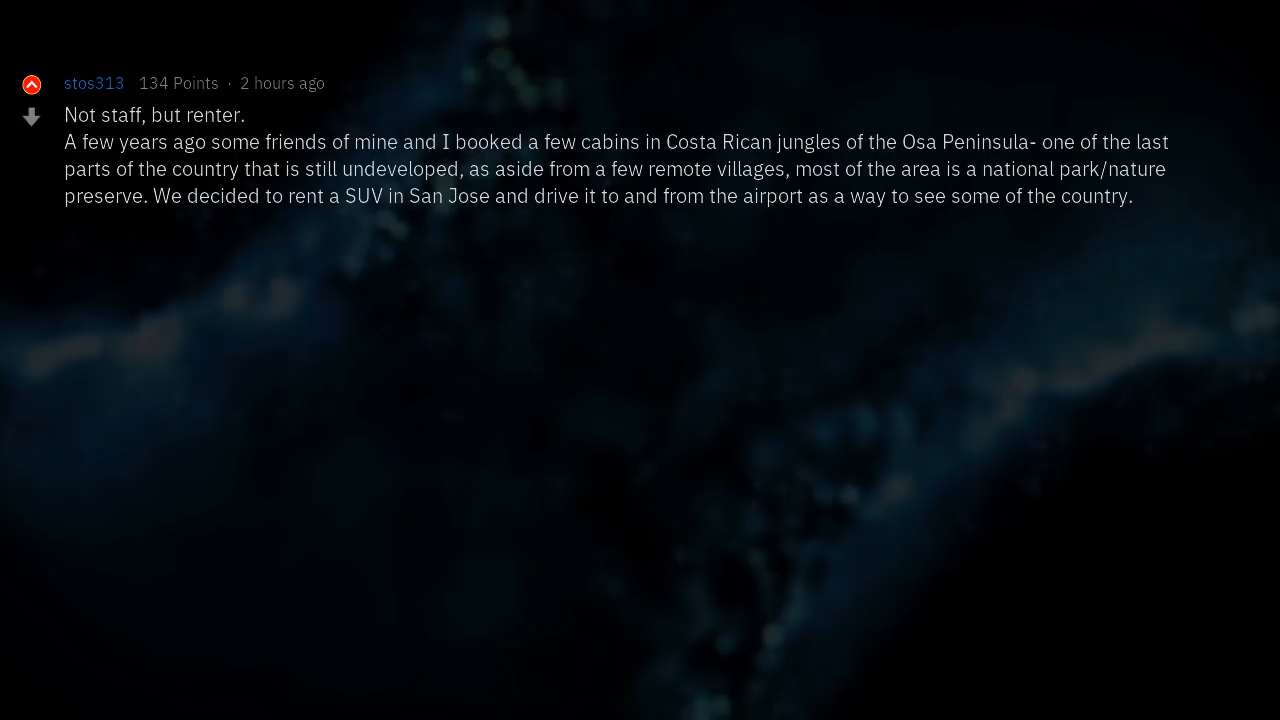 stos313 134 Points · 2 hours ago
Not staff, but renter.
A few years ago some friends of mine and I booked a few cabins in Costa Rican jungles of the Osa Peninsula- one of the last
parts of the country that is still undeveloped, as aside from a few remote villages, most of the area is a national park/nature
preserve. We decided to rent a SUV in San Jose and drive it to and from the airport as a way to see some of the country.